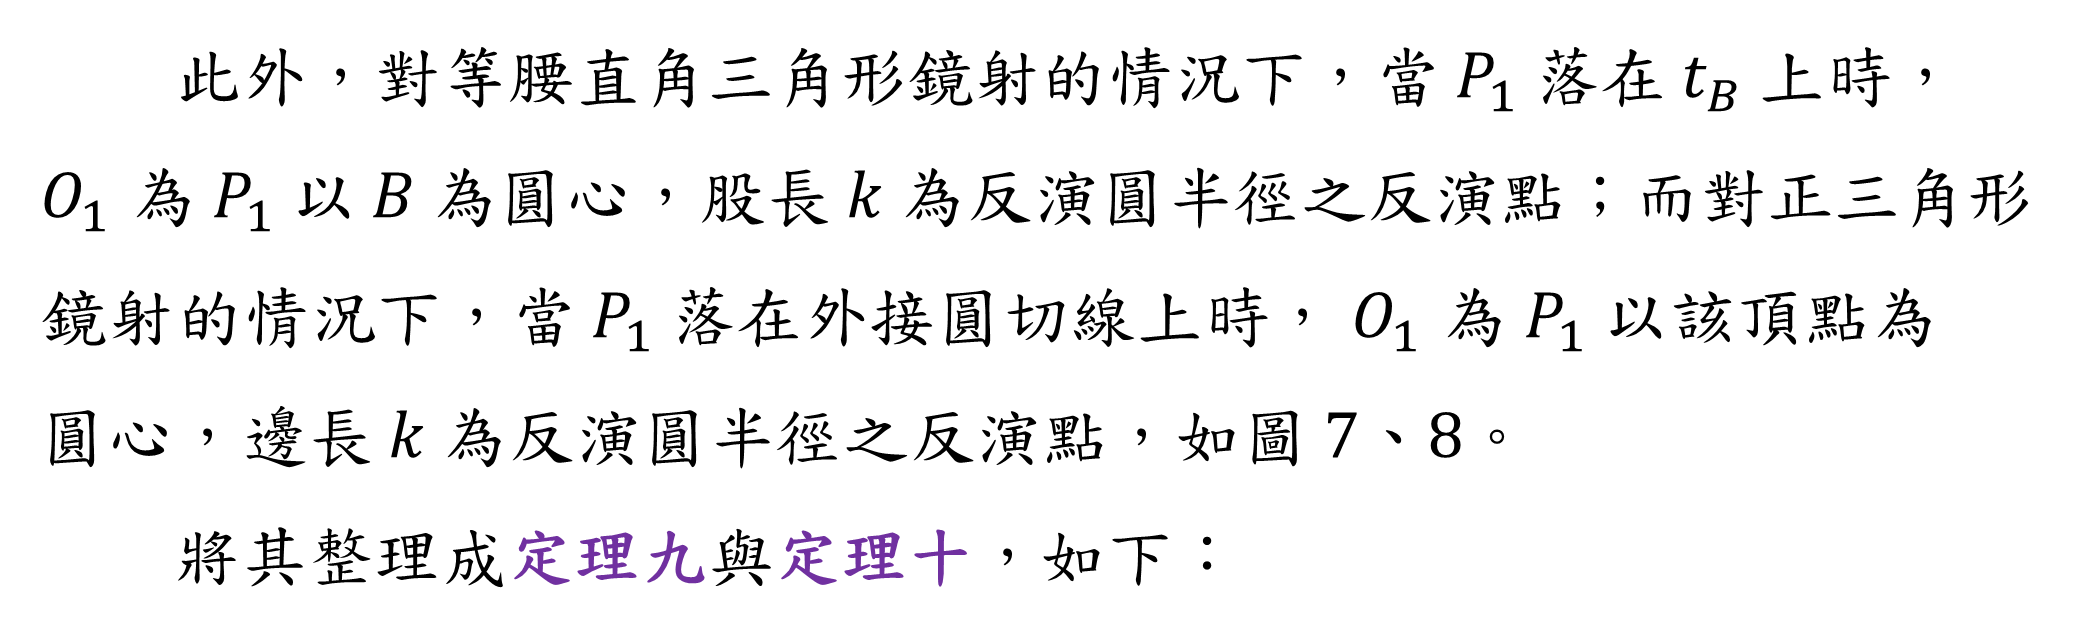 此外，對等腰直角三角形鏡射的情況下，當 P₁ 落在 t_B 上時，
O₁ 為 P₁ 以 B 為圓心，股長 k 為反演圓半徑之反演點；而對正三角形
鏡射的情況下，當 P₁ 落在外接圓切線上時， O₁ 為 P₁ 以該頂點為
圓心，邊長 k 為反演圓半徑之反演點，如圖 7、8。
將其整理成定理九與定理十，如下：